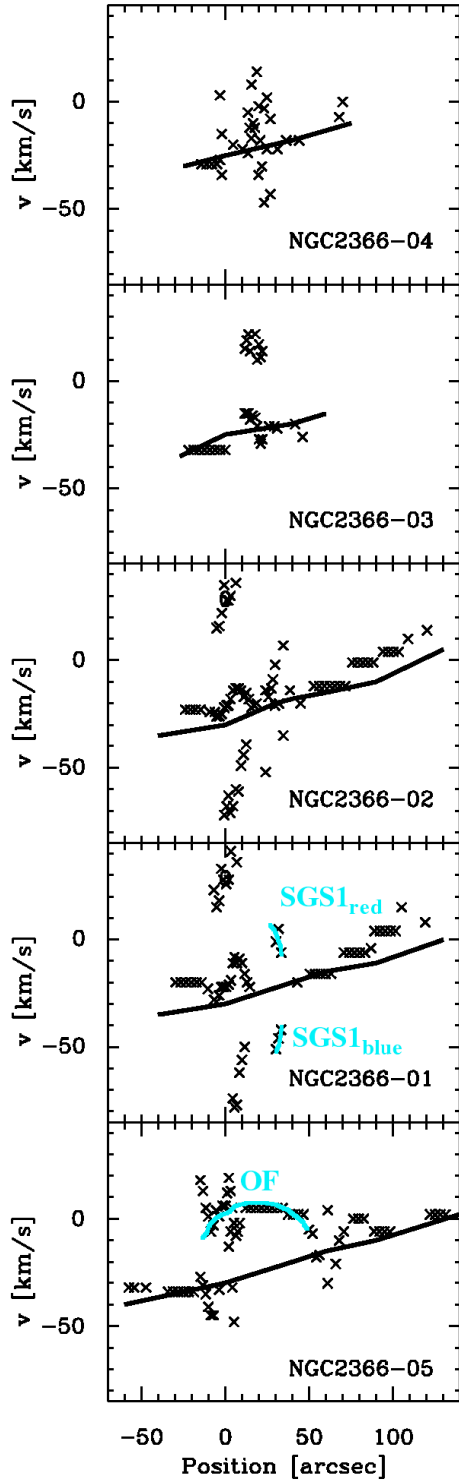 0
−50
v [km/s]
NGC2366-04
0
−50
v [km/s]
NGC2366-03
0
−50
v [km/s]
NGC2366-02
SGS1red
0
−50
v [km/s]
SGS1blue
NGC2366-01
OF
0
−50
v [km/s]
NGC2366-05
−50 0 50 100
Position [arcsec]